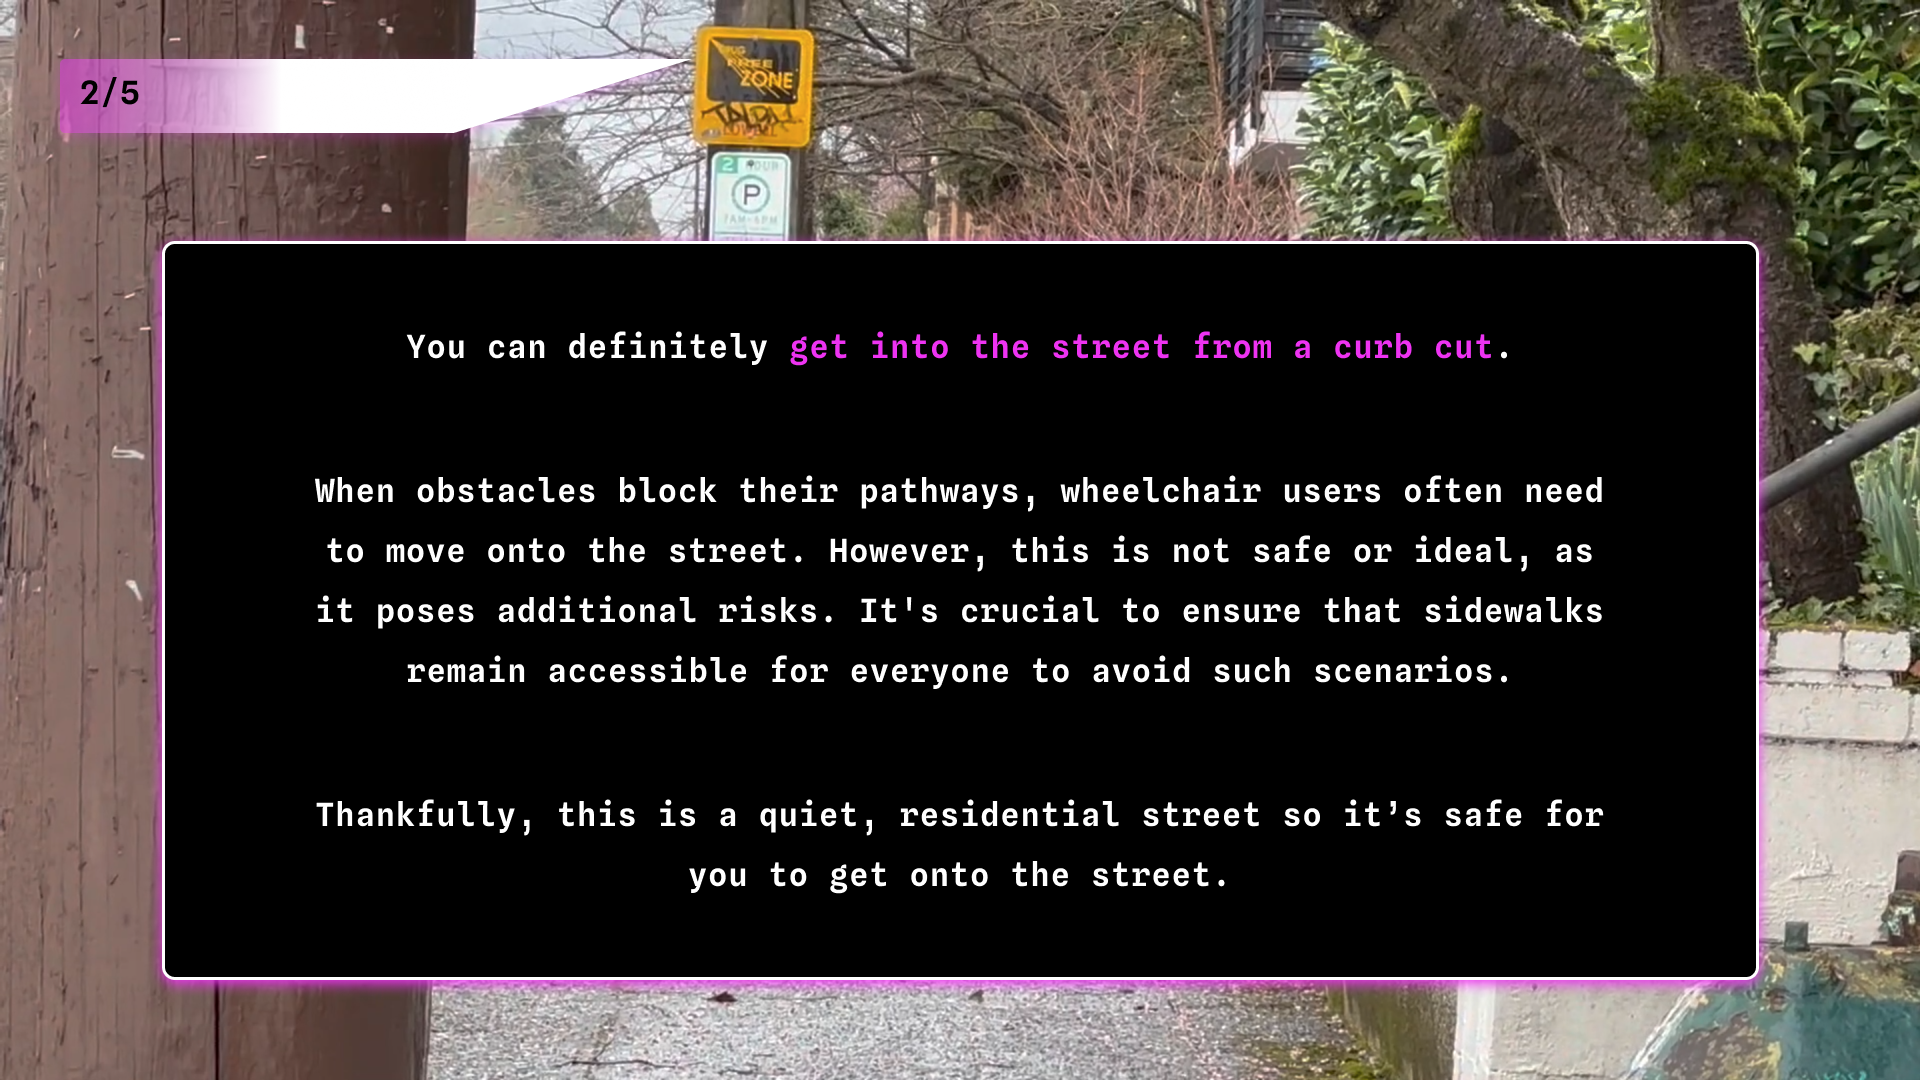 2/5
FREE
ZONE
2 HOUR
P
7AM-6PM
You can definitely get into the street from a curb cut.
When obstacles block their pathways, wheelchair users often need
to move onto the street. However, this is not safe or ideal, as
it poses additional risks. It's crucial to ensure that sidewalks
remain accessible for everyone to avoid such scenarios.
Thankfully, this is a quiet, residential street so it’s safe for
you to get onto the street.